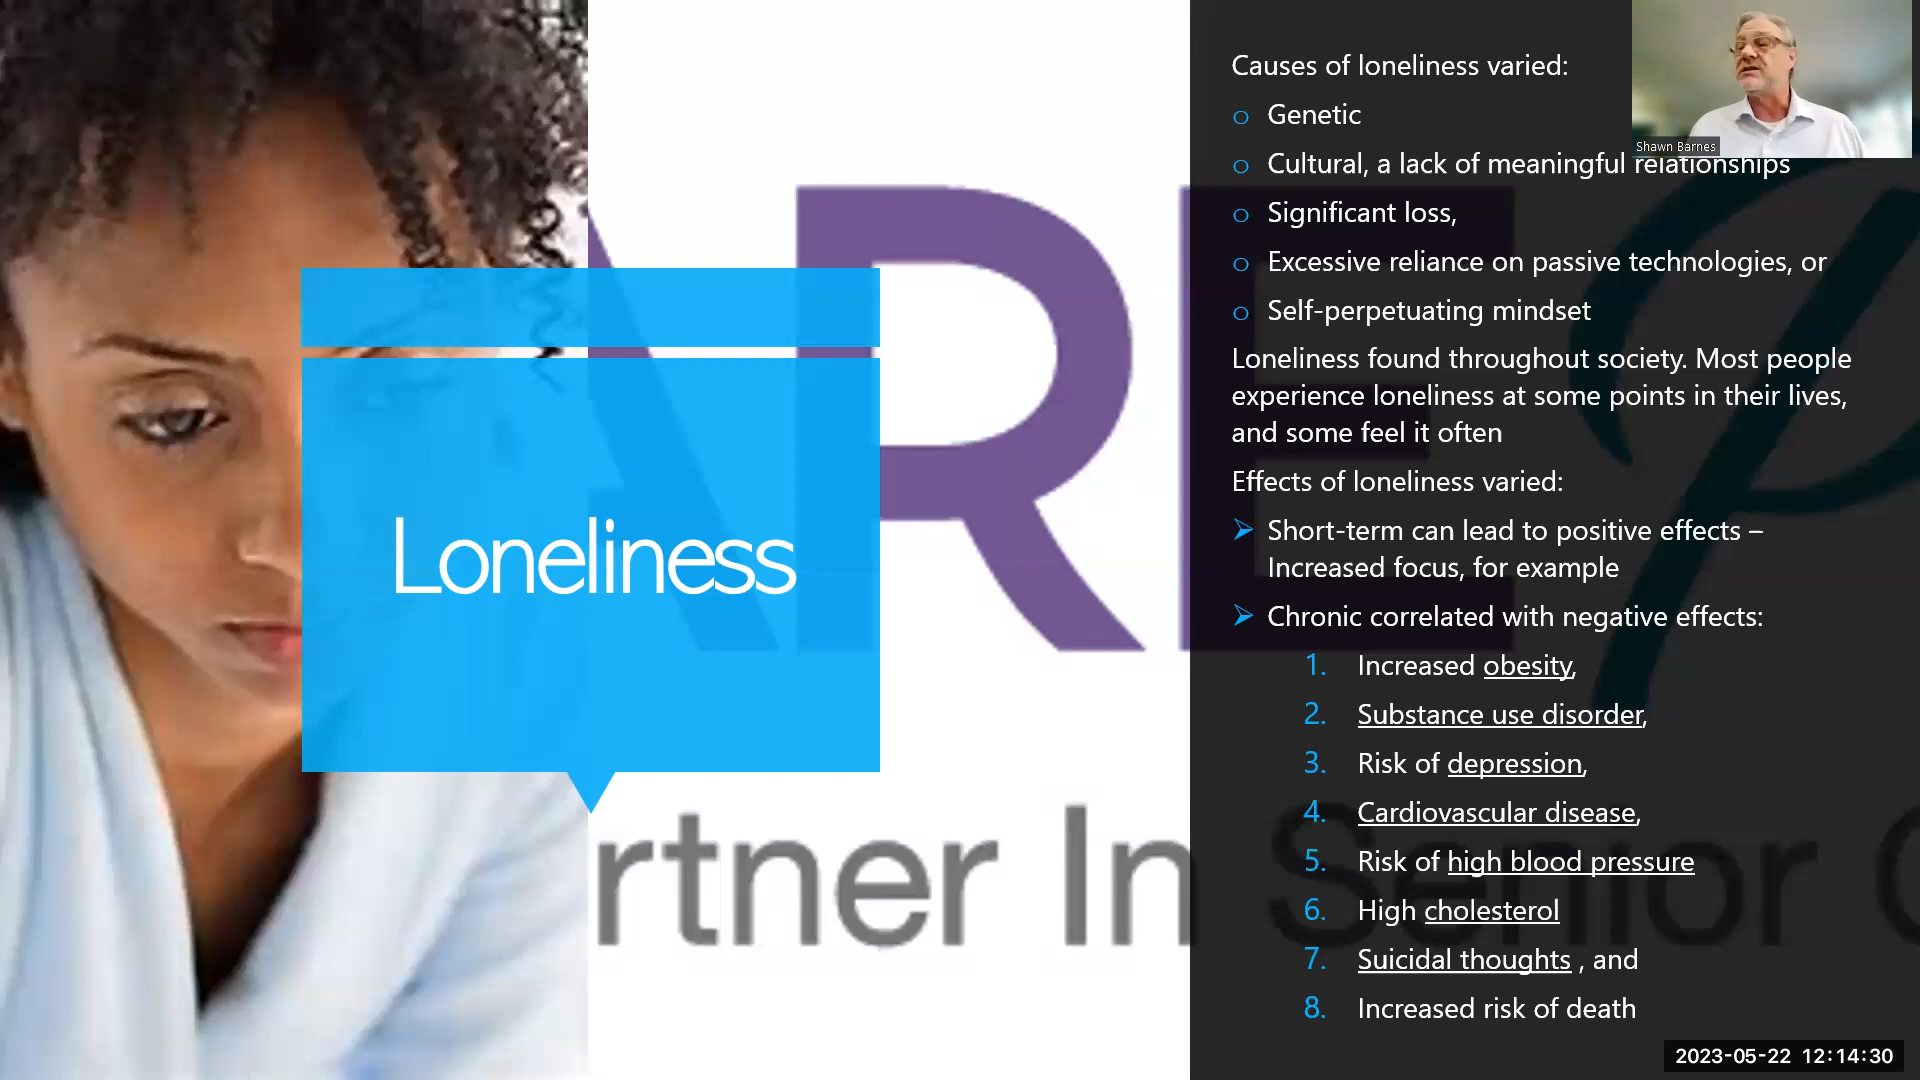 Loneliness
ARE
rtner In Senior
Causes of loneliness varied:
o Genetic
o Cultural, a lack of meaningful relationships
o Significant loss,
o Excessive reliance on passive technologies, or
o Self-perpetuating mindset
Loneliness found throughout society. Most people
experience loneliness at some points in their lives,
and some feel it often
Effects of loneliness varied:
➢ Short-term can lead to positive effects –
Increased focus, for example
➢ Chronic correlated with negative effects:
1. Increased obesity,
2. Substance use disorder,
3. Risk of depression,
4. Cardiovascular disease,
5. Risk of high blood pressure
6. High cholesterol
7. Suicidal thoughts , and
8. Increased risk of death
Shawn Barnes
2023-05-22 12:14:30